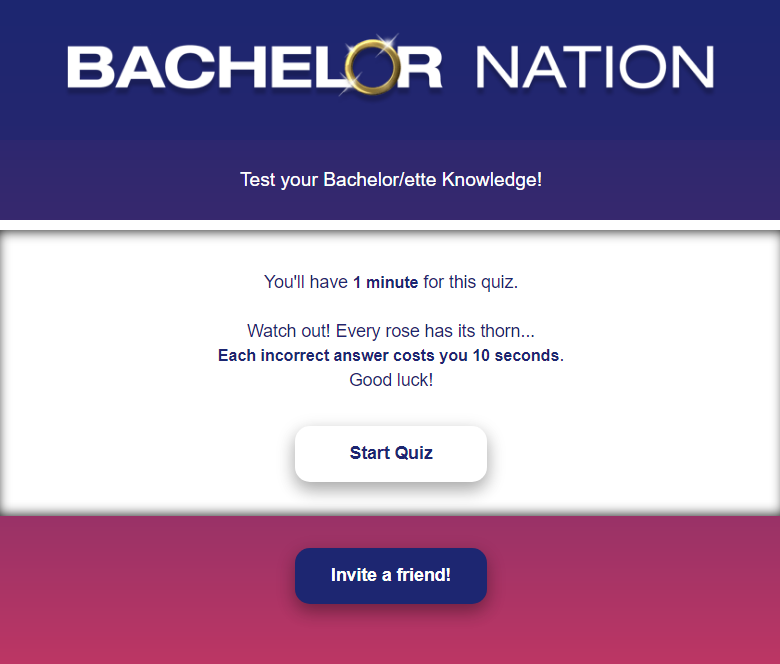 BACHELOR NATION
Test your Bachelor/ette Knowledge!
You'll have 1 minute for this quiz.
Watch out! Every rose has its thorn...
Each incorrect answer costs you 10 seconds.
Good luck!
Start Quiz
Invite a friend!